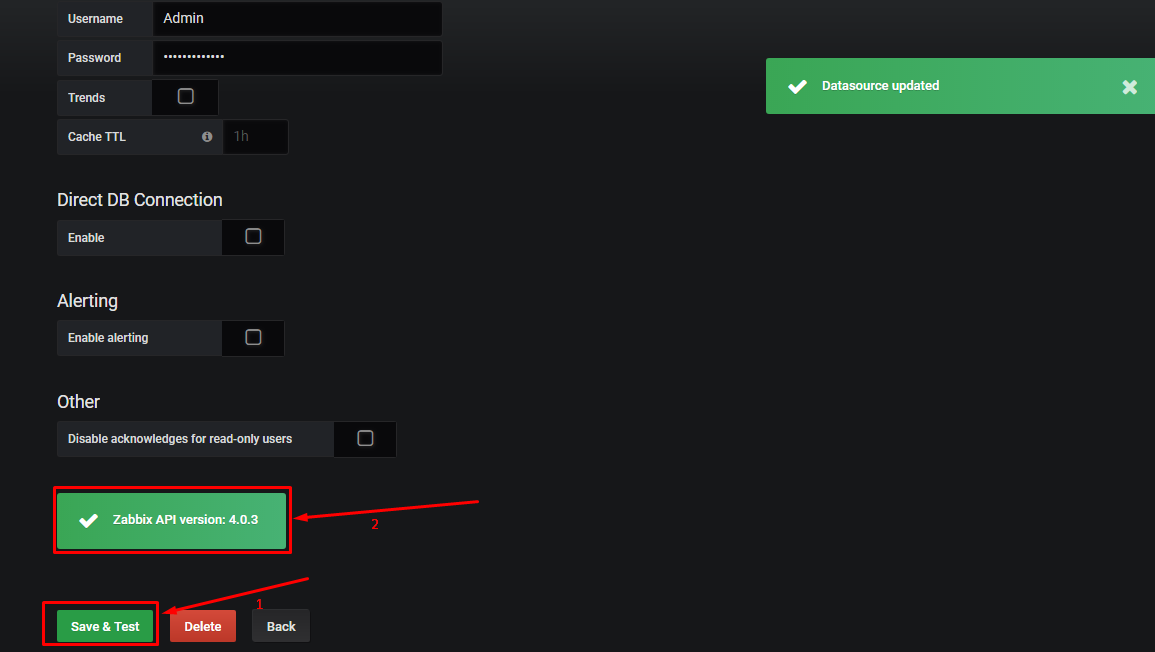 Username Admin
Password •••••••••••••
Datasource updated
Trends
Cache TTL 1h
Direct DB Connection
Enable
Alerting
Enable alerting
Other
Disable acknowledges for read-only users
Zabbix API version: 4.0.3
2
1
Save & Test Delete Back